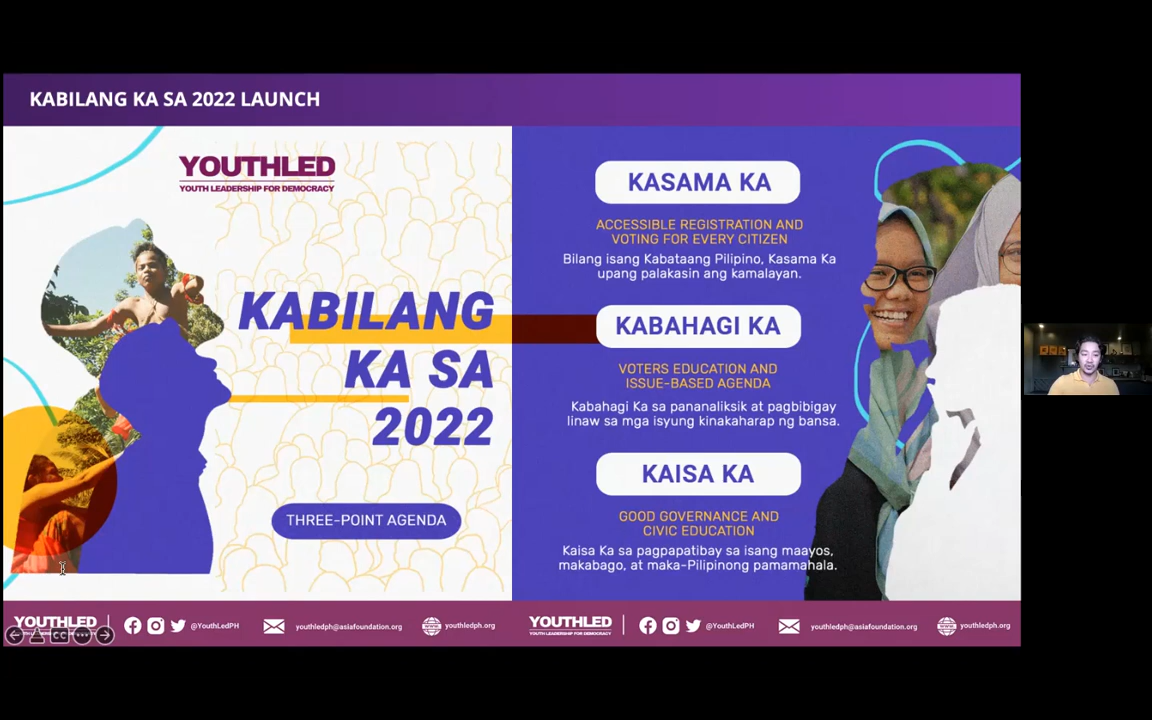 KABILANG KA SA 2022 LAUNCH
YOUTHLED
YOUTH LEADERSHIP FOR DEMOCRACY
KABILANG
KA SA
2022
THREE-POINT AGENDA
KASAMA KA
ACCESSIBLE REGISTRATION AND
VOTING FOR EVERY CITIZEN
Bilang isang Kabataang Pilipino, Kasama Ka
upang palakasin ang kamalayan.
KABAHAGI KA
VOTERS EDUCATION AND
ISSUE-BASED AGENDA
Kabahagi Ka sa pananaliksik at pagbibigay
linaw sa mga isyung kinakaharap ng bansa.
KAISA KA
GOOD GOVERNANCE AND
CIVIC EDUCATION
Kaisa Ka sa pagpapatibay sa isang maayos,
makabago, at maka-Pilipinong pamamahala.
YOUTHLED
@YouthLedPH
youthledph@asiafoundation.org
youthledph.org
CC
YOUTHLED
YOUTH LEADERSHIP FOR DEMOCRACY
@YouthLedPH
youthledph@asiafoundation.org
youthledph.org